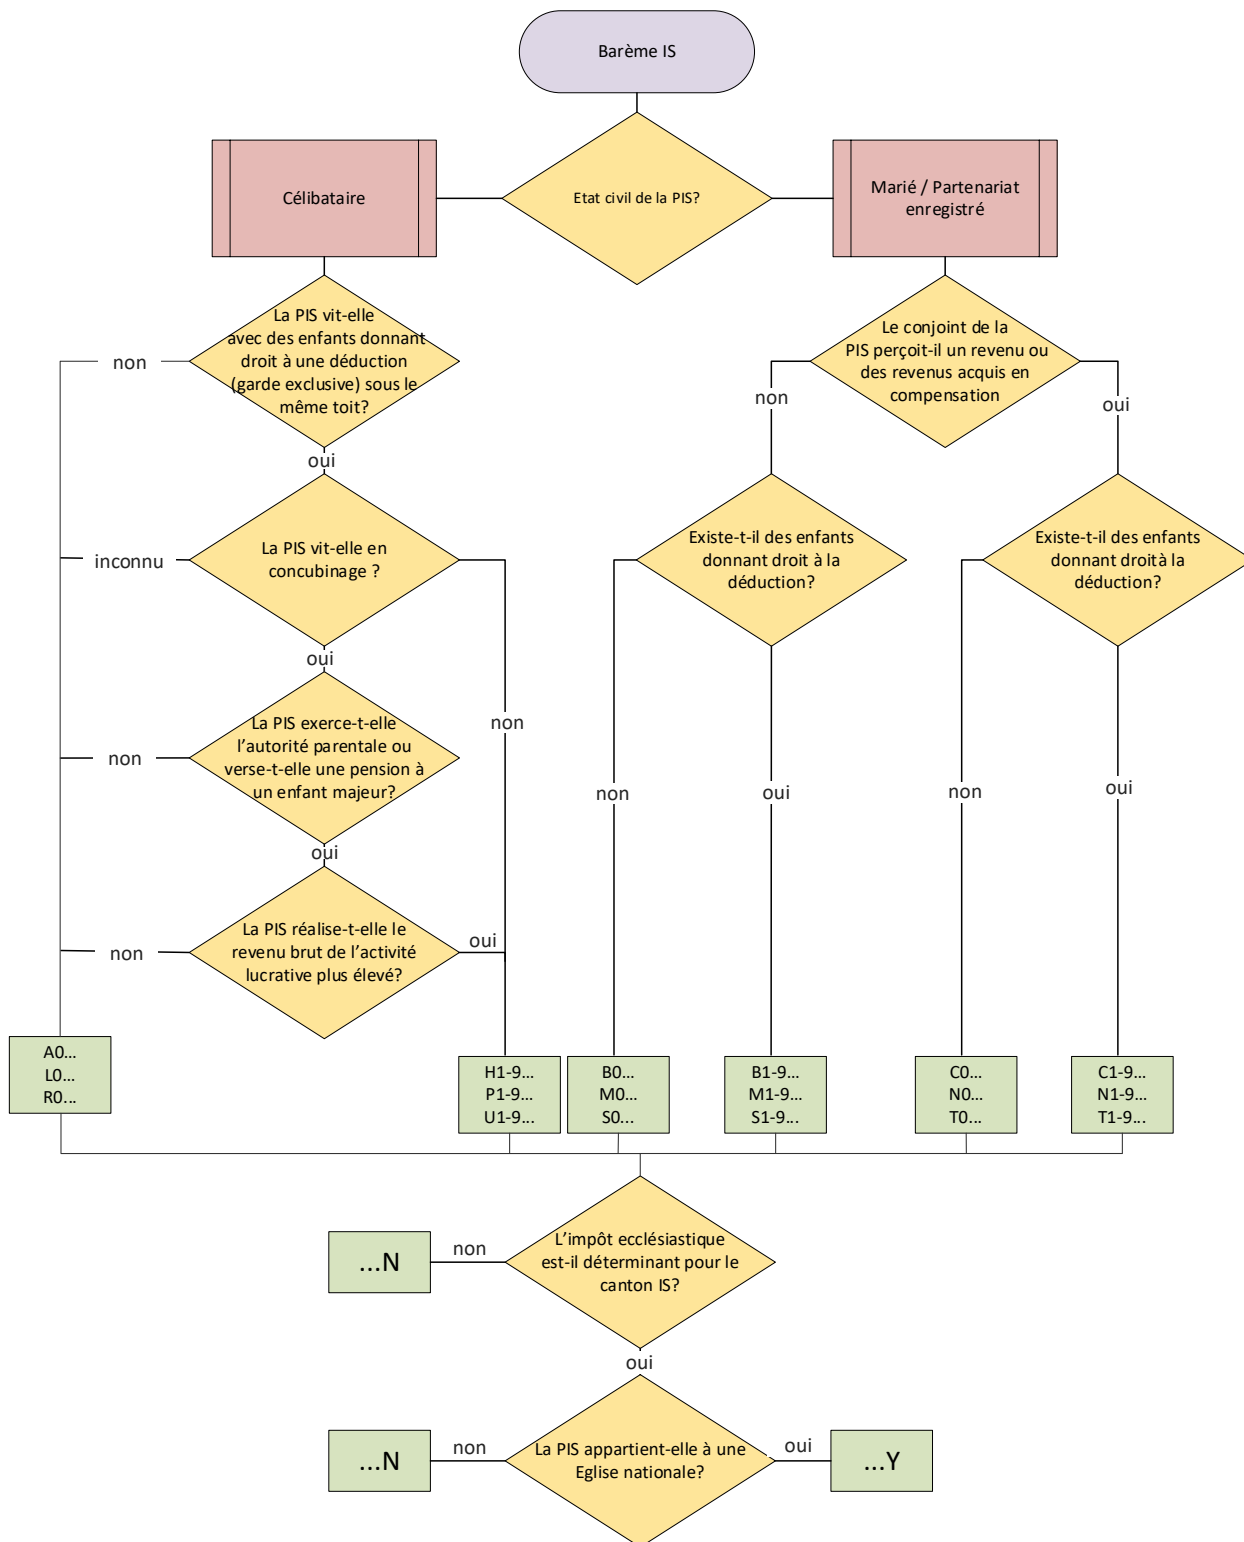 Barème IS
Célibataire
Etat civil de la PIS?
Marié / Partenariat
enregistré
La PIS vit-elle
avec des enfants donnant
droit à une déduction
(garde exclusive) sous le
même toit?
non
oui
Le conjoint de la
PIS perçoit-il un revenu ou
des revenus acquis en
compensation
non
oui
La PIS vit-elle en
concubinage ?
inconnu
oui
non
Existe-t-il des enfants
donnant droit à la
déduction?
non
oui
Existe-t-il des enfants
donnant droità la
déduction?
non
oui
La PIS exerce-t-elle
l'autorité parentale ou
verse-t-elle une pension à
un enfant majeur?
non
oui
La PIS réalise-t-elle le
revenu brut de l'activité
lucrative plus élevé?
non
oui
A0...
L0...
R0...
H1-9...
P1-9...
U1-9...
B0...
M0...
S0...
B1-9...
M1-9...
S1-9...
C0...
N0...
T0...
C1-9...
N1-9...
T1-9...
L'impôt ecclésiastique
est-il déterminant pour le
canton IS?
non
...N
oui
La PIS appartient-elle à une
Eglise nationale?
non
...N
oui
...Y